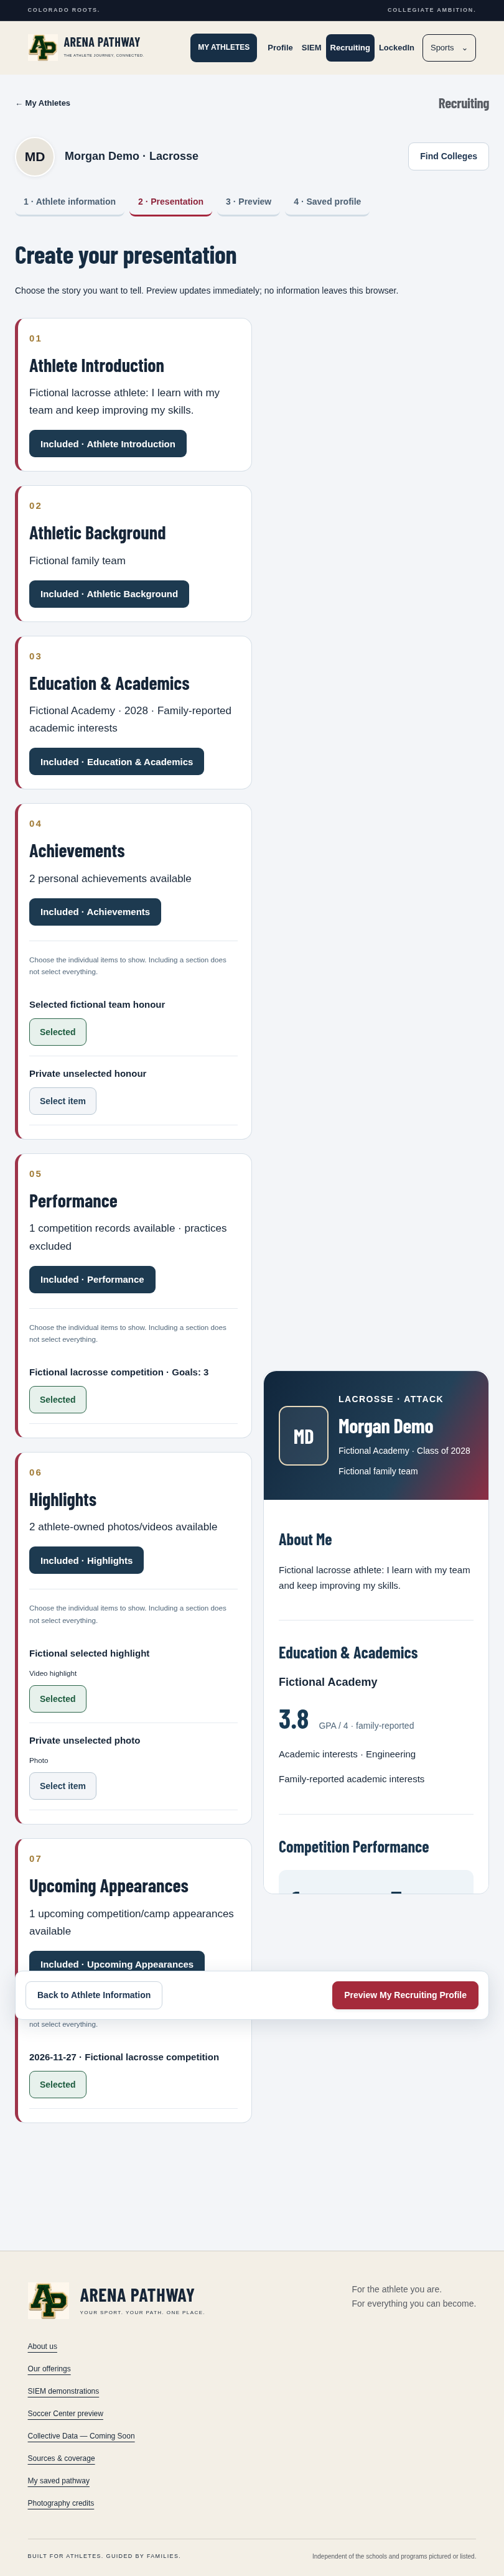 COLORADO ROOTS.
COLLEGIATE AMBITION.
AP
ARENA PATHWAY
THE ATHLETE JOURNEY, CONNECTED.
MY ATHLETES
Profile
SIEM
Recruiting
LockedIn
Sports
← My Athletes
Recruiting
MD
Morgan Demo · Lacrosse
Find Colleges
1 · Athlete information
2 · Presentation
3 · Preview
4 · Saved profile
Create your presentation
Choose the story you want to tell. Preview updates immediately; no information leaves this browser.
01
Athlete Introduction
Fictional lacrosse athlete: I learn with my
team and keep improving my skills.
Included · Athlete Introduction
02
Athletic Background
Fictional family team
Included · Athletic Background
03
Education & Academics
Fictional Academy · 2028 · Family-reported
academic interests
Included · Education & Academics
04
Achievements
2 personal achievements available
Included · Achievements
Choose the individual items to show. Including a section does
not select everything.
Selected fictional team honour
Selected
Private unselected honour
Select item
05
Performance
1 competition records available · practices
excluded
Included · Performance
Choose the individual items to show. Including a section does
not select everything.
Fictional lacrosse competition · Goals: 3
Selected
06
Highlights
2 athlete-owned photos/videos available
Included · Highlights
Choose the individual items to show. Including a section does
not select everything.
Fictional selected highlight
Video highlight
Selected
Private unselected photo
Photo
Select item
07
Upcoming Appearances
1 upcoming competition/camp appearances
available
Included · Upcoming Appearances
not select everything.
2026-11-27 · Fictional lacrosse competition
Selected
LACROSSE · ATTACK
MD
Morgan Demo
Fictional Academy · Class of 2028
Fictional family team
About Me
Fictional lacrosse athlete: I learn with my team
and keep improving my skills.
Education & Academics
Fictional Academy
3.8
GPA / 4 · family-reported
Academic interests · Engineering
Family-reported academic interests
Competition Performance
Back to Athlete Information
Preview My Recruiting Profile
AP
ARENA PATHWAY
YOUR SPORT. YOUR PATH. ONE PLACE.
For the athlete you are.
For everything you can become.
About us
Our offerings
SIEM demonstrations
Soccer Center preview
Collective Data — Coming Soon
Sources & coverage
My saved pathway
Photography credits
BUILT FOR ATHLETES. GUIDED BY FAMILIES.
Independent of the schools and programs pictured or listed.